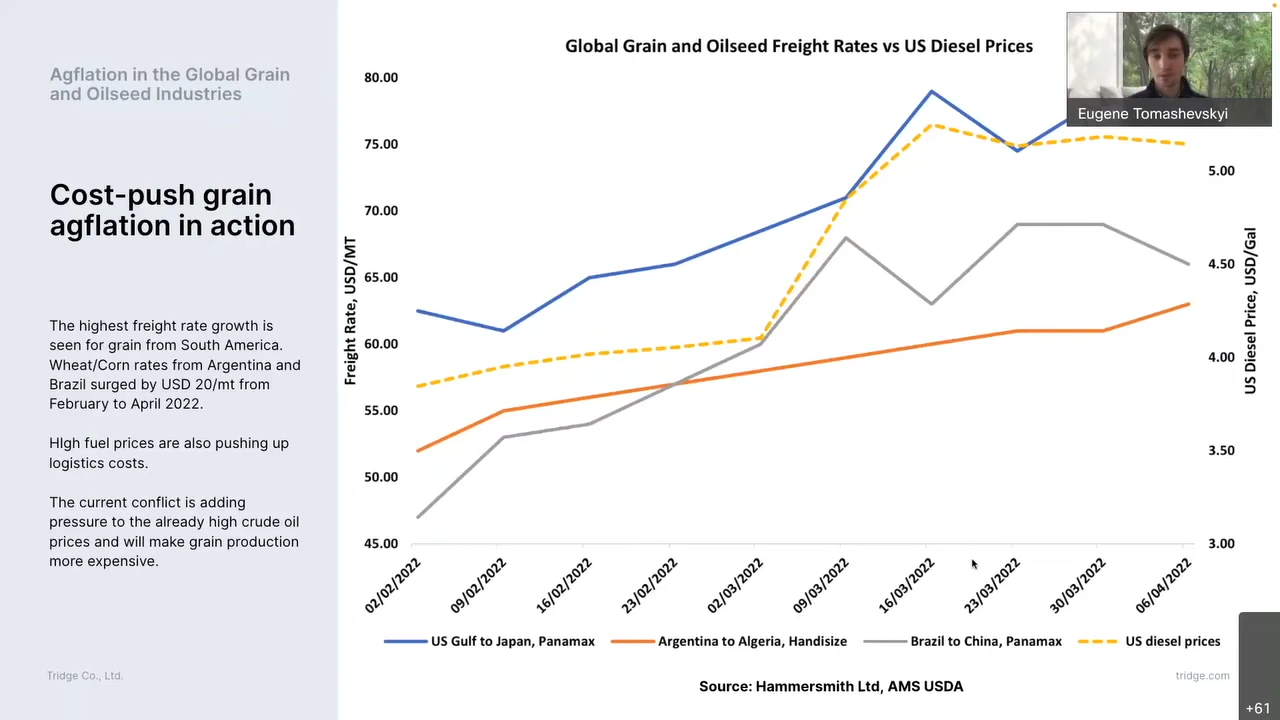 Agflation in the Global Grain
and Oilseed Industries
Cost-push grain
agflation in action
The highest freight rate growth is
seen for grain from South America.
Wheat/Corn rates from Argentina and
Brazil surged by USD 20/mt from
February to April 2022.
HIgh fuel prices are also pushing up
logistics costs.
The current conflict is adding
pressure to the already high crude oil
prices and will make grain production
more expensive.
Tridge Co., Ltd.
Global Grain and Oilseed Freight Rates vs US Diesel Prices
Eugene Tomashevskyi
Freight Rate, USD/MT
80.00
75.00
70.00
65.00
60.00
55.00
50.00
45.00
US Diesel Price, USD/Gal
5.00
4.50
4.00
3.50
3.00
02/02/2022
09/02/2022
16/02/2022
23/02/2022
02/03/2022
09/03/2022
16/03/2022
23/03/2022
30/03/2022
06/04/2022
US Gulf to Japan, Panamax
Argentina to Algeria, Handisize
Brazil to China, Panamax
US diesel prices
Source: Hammersmith Ltd, AMS USDA
tridge.com
+61